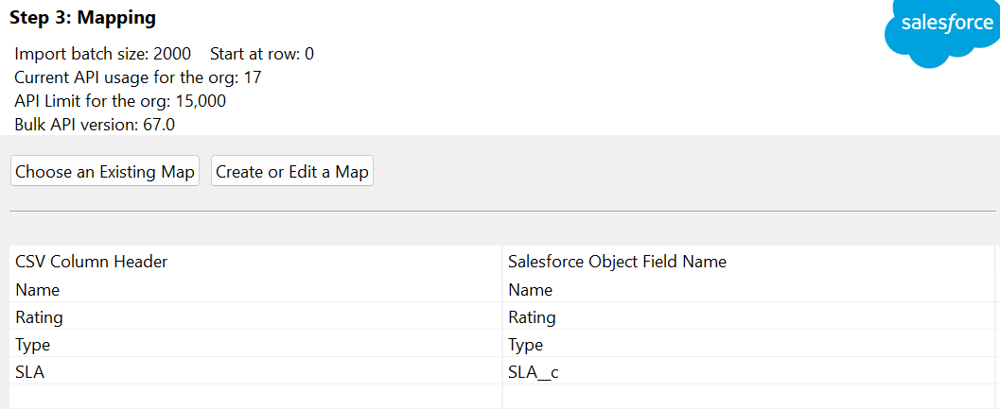 Step 3: Mapping
salesforce
Import batch size: 2000 Start at row: 0
Current API usage for the org: 17
API Limit for the org: 15,000
Bulk API version: 67.0
Choose an Existing Map Create or Edit a Map
CSV Column Header Salesforce Object Field Name
Name Name
Rating Rating
Type Type
SLA SLA__c